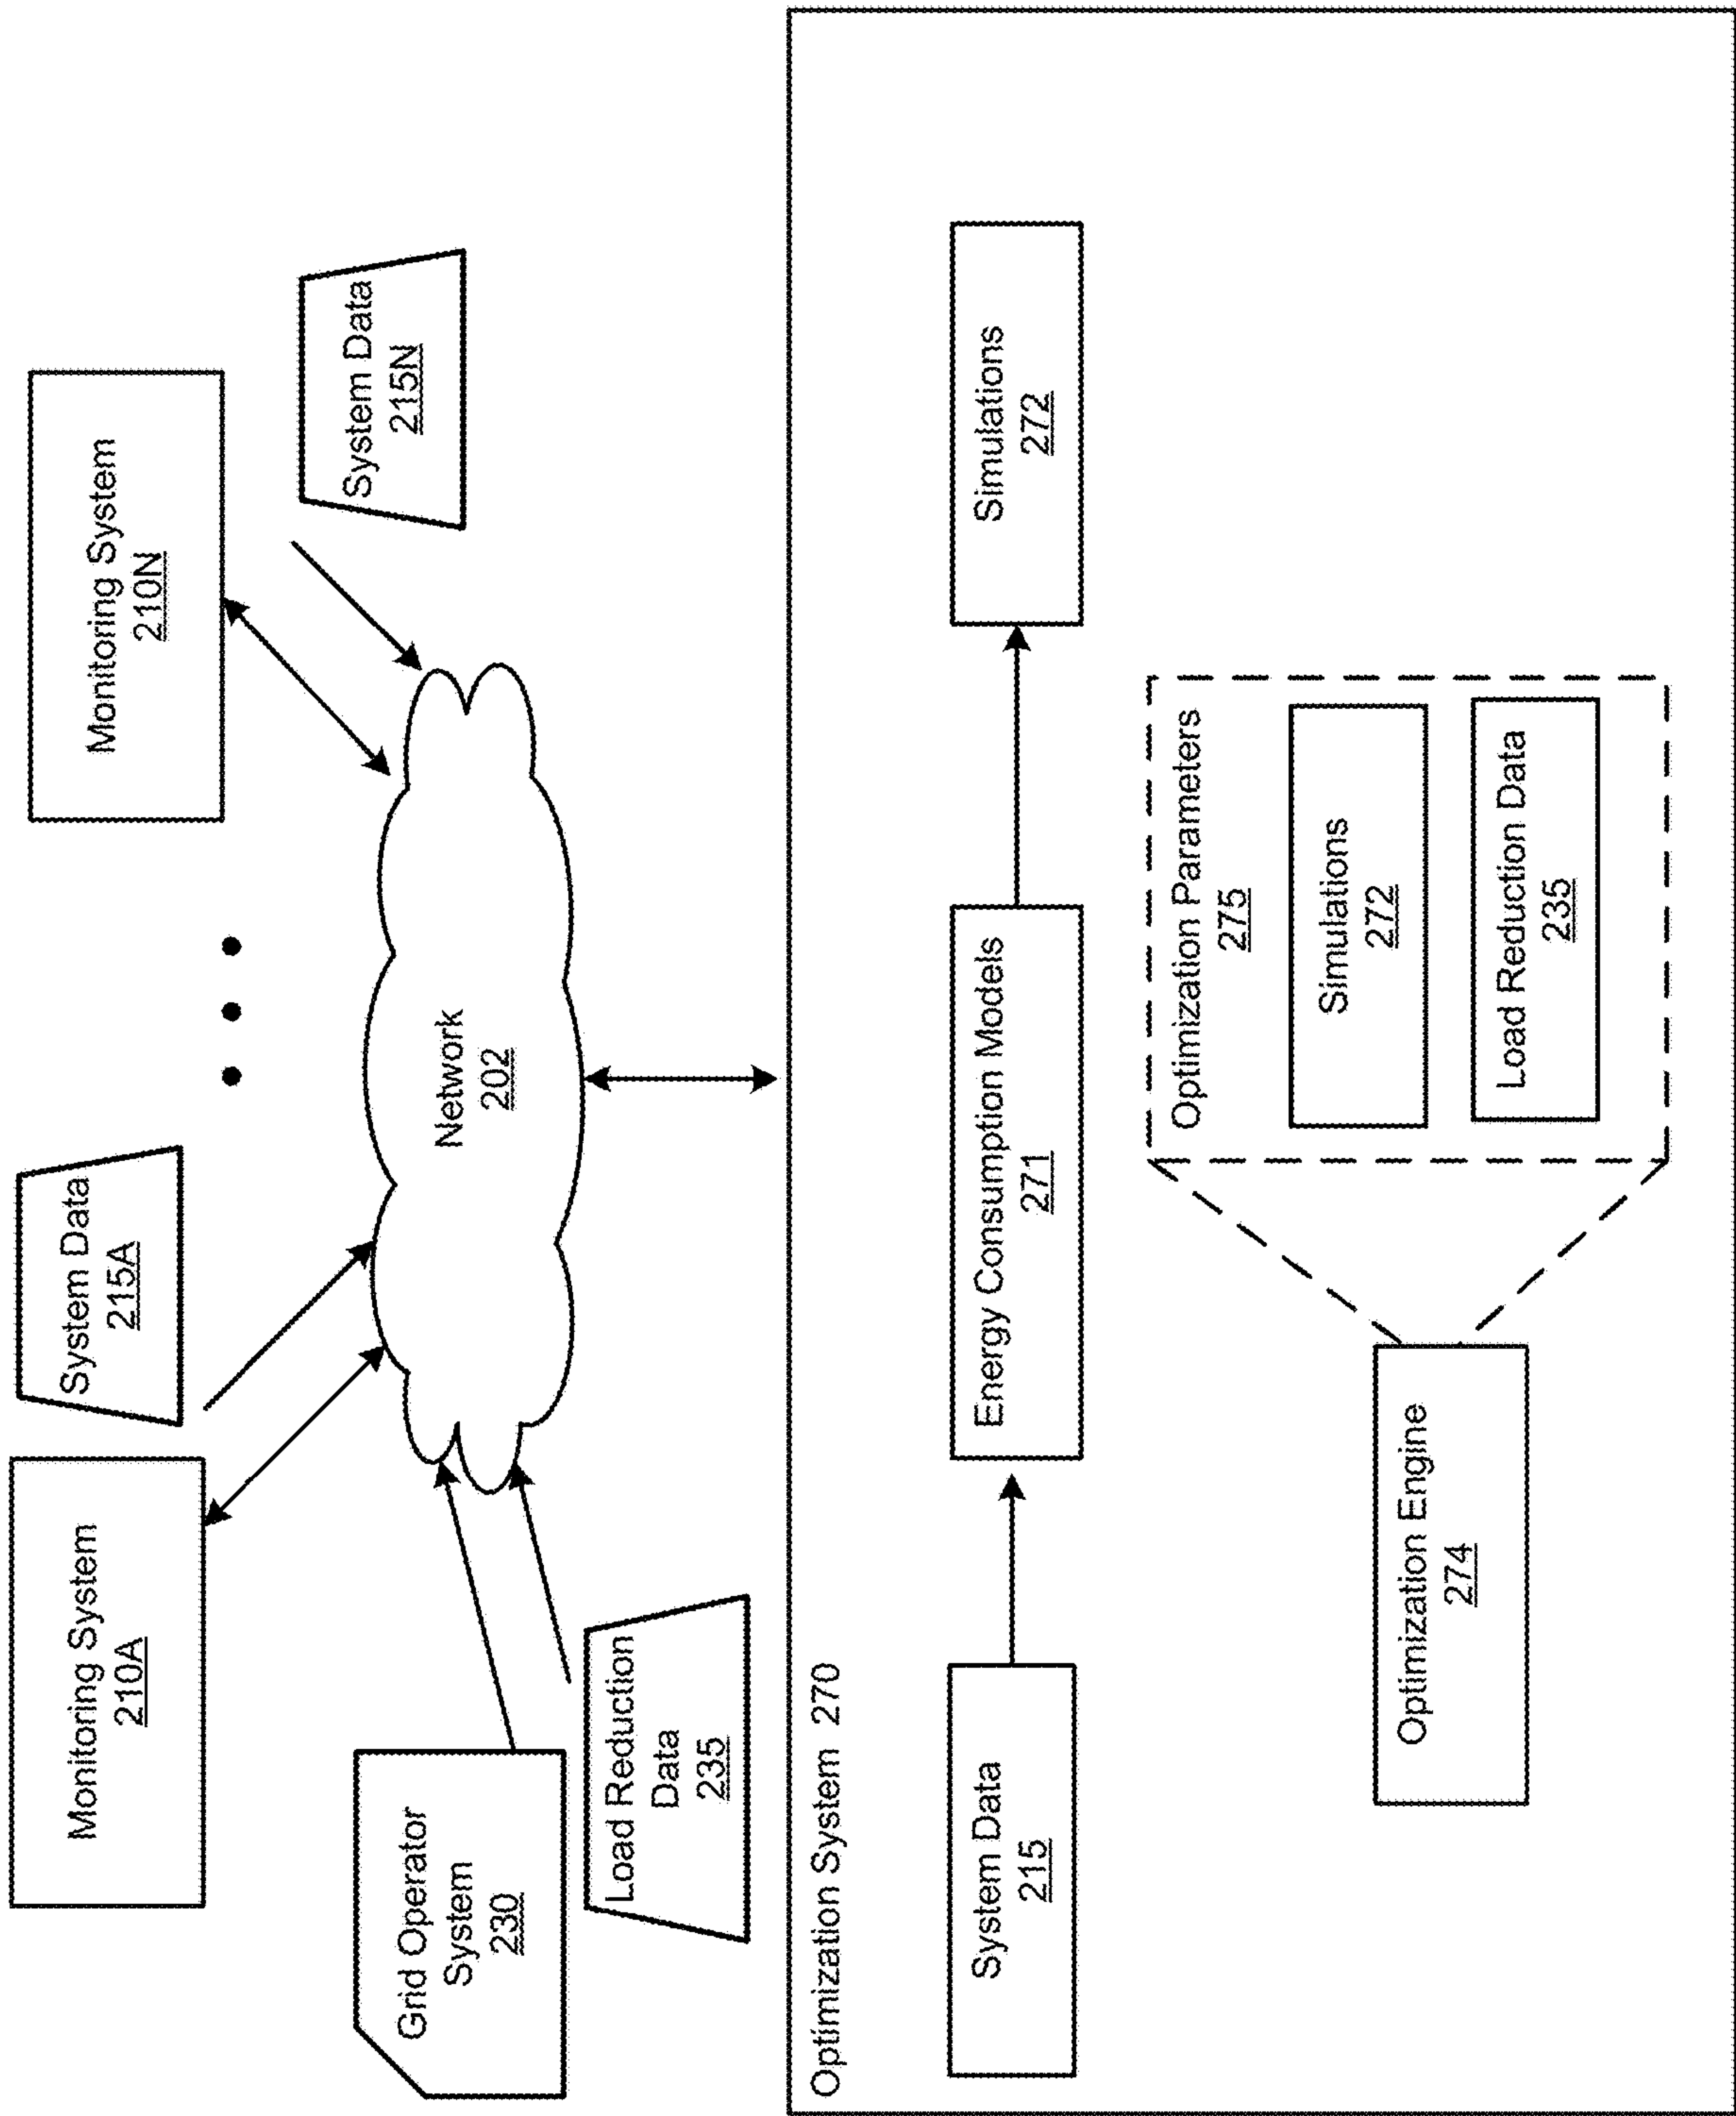 Monitoring System
210A
System Data
215A
Monitoring System
210N
System Data
215N
Grid Operator
System
230
Load Reduction
Data
235
Network
202
Optimization System 270
System Data
215
Energy Consumption Models
271
Simulations
272
Optimization Engine
274
Optimization Parameters
275
Simulations
272
Load Reduction Data
235